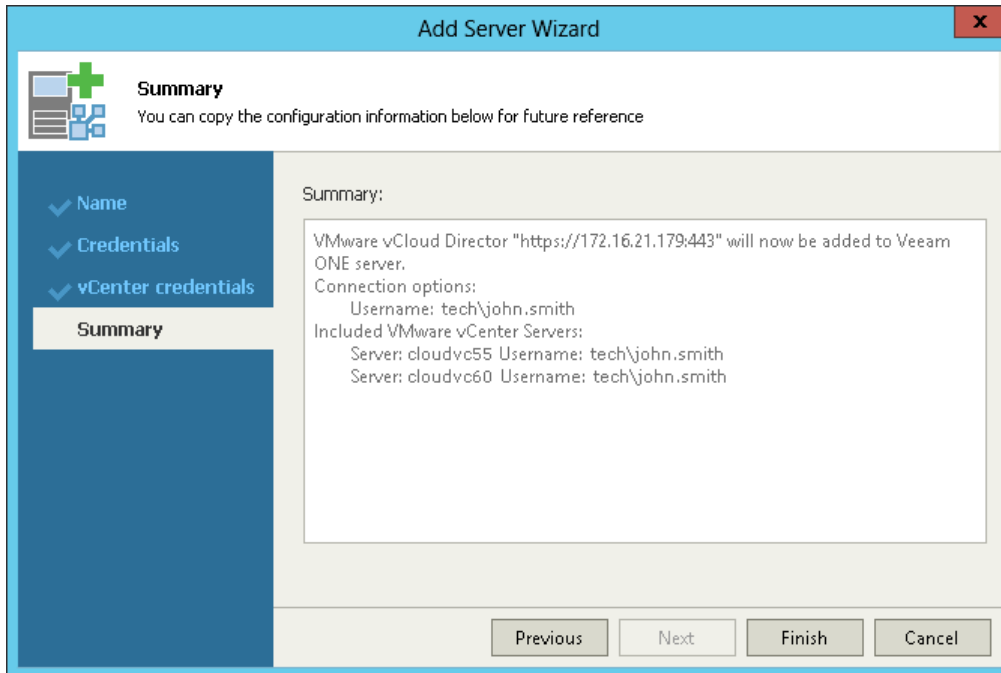 Add Server Wizard
x
Summary
You can copy the configuration information below for future reference
Name
Credentials
vCenter credentials
Summary
Summary:
VMware vCloud Director "https://172.16.21.179:443" will now be added to Veeam
ONE server.
Connection options:
Username: tech\john.smith
Included VMware vCenter Servers:
Server: cloudvc55 Username: tech\john.smith
Server: cloudvc60 Username: tech\john.smith
Previous
Next
Finish
Cancel